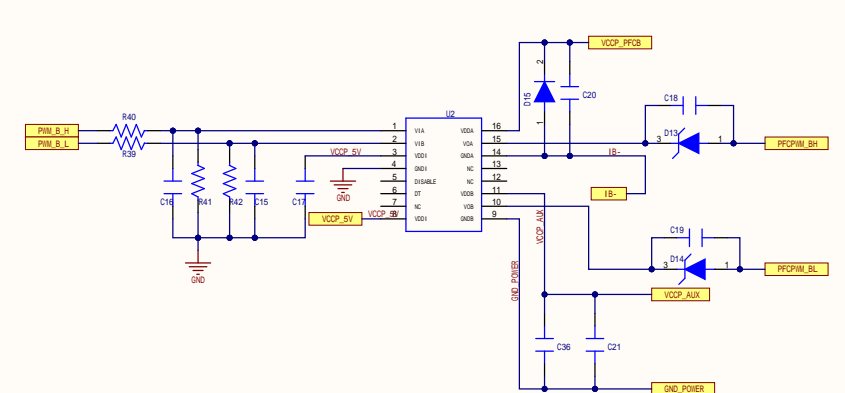 VCCP_PFCB
2
D15
C20
1
C18
U2
R40
PWM_B_H
1
VIA
VDDA
16
D13
PWM_B_L
2
VIB
VOA
15
3
1
PFCPWM_BH
R39
VCCP_5V
3
VDDI
GNDA
14
IB-
4
GNDI
NC
13
5
DISABLE
NC
12
GND
6
DT
VDDB
11
IB-
C16
R41
R42
C15
C17
7
NC
VOB
10
VCCP_5V
VCCP_5V
8
VDDI
GNDB
9
VCCP_AUX
C19
D14
3
1
PFCPWM_BL
GND
GND_POWER
VCCP_AUX
C36
C21
GND_POWER